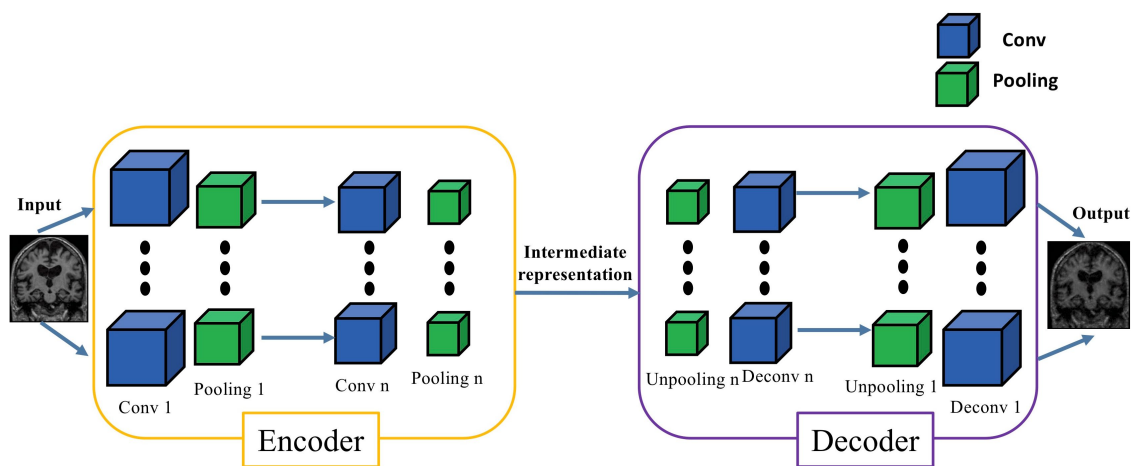 Conv
Pooling
Input
Conv 1
Pooling 1
Conv n
Pooling n
Encoder
Intermediate
representation
Unpooling n
Deconv n
Unpooling 1
Deconv 1
Decoder
Output